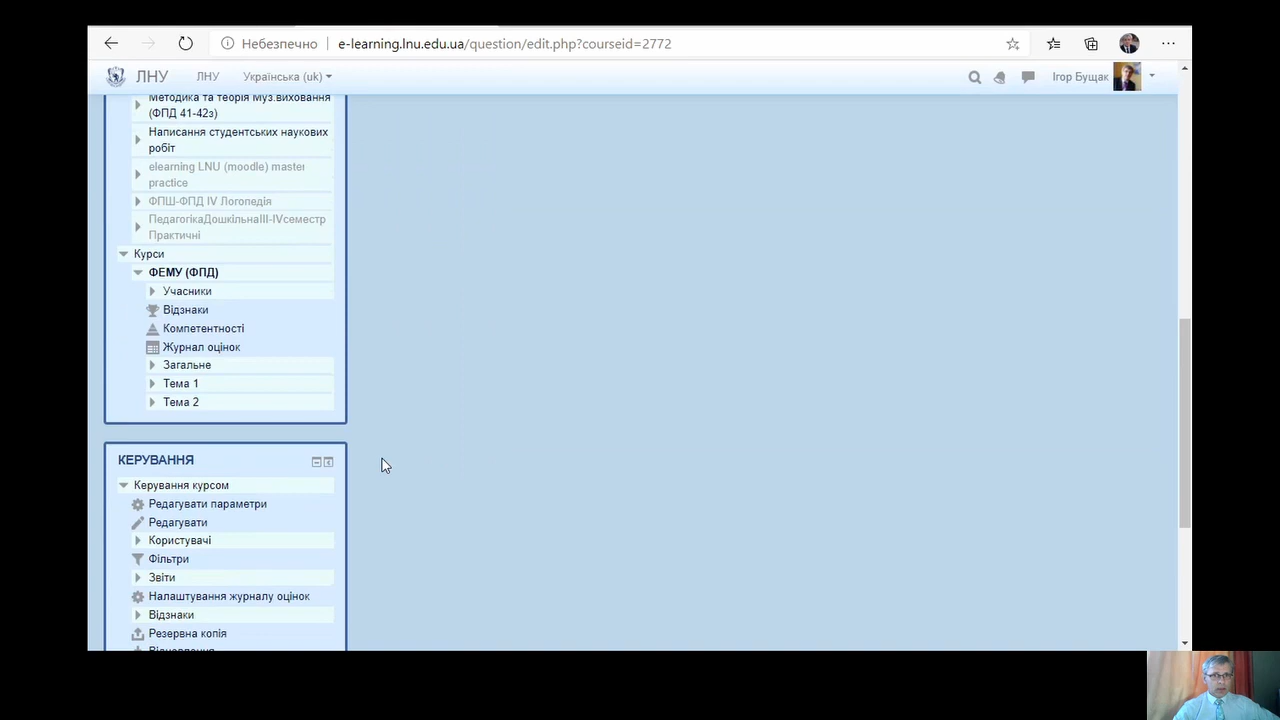 Небезпечно
e-learning.lnu.edu.ua/question/edit.php?courseid=2772
ЛНУ
ЛНУ
Українська (uk)
Ігор Бущак
Методика та теорія Муз.виховання
(ФПД 41-42з)
Написання студентських наукових
робіт
elearning LNU (moodle) master
practice
ФПШ-ФПД IV Логопедія
ПедагогікаДошкільнаIII-IVсеместр
Практичні
Курси
ФЕМУ (ФПД)
Учасники
Відзнаки
Компетентності
Журнал оцінок
Загальне
Тема 1
Тема 2
КЕРУВАННЯ
Керування курсом
Редагувати параметри
Редагувати
Користувачі
Фільтри
Звіти
Налаштування журналу оцінок
Відзнаки
Резервна копія